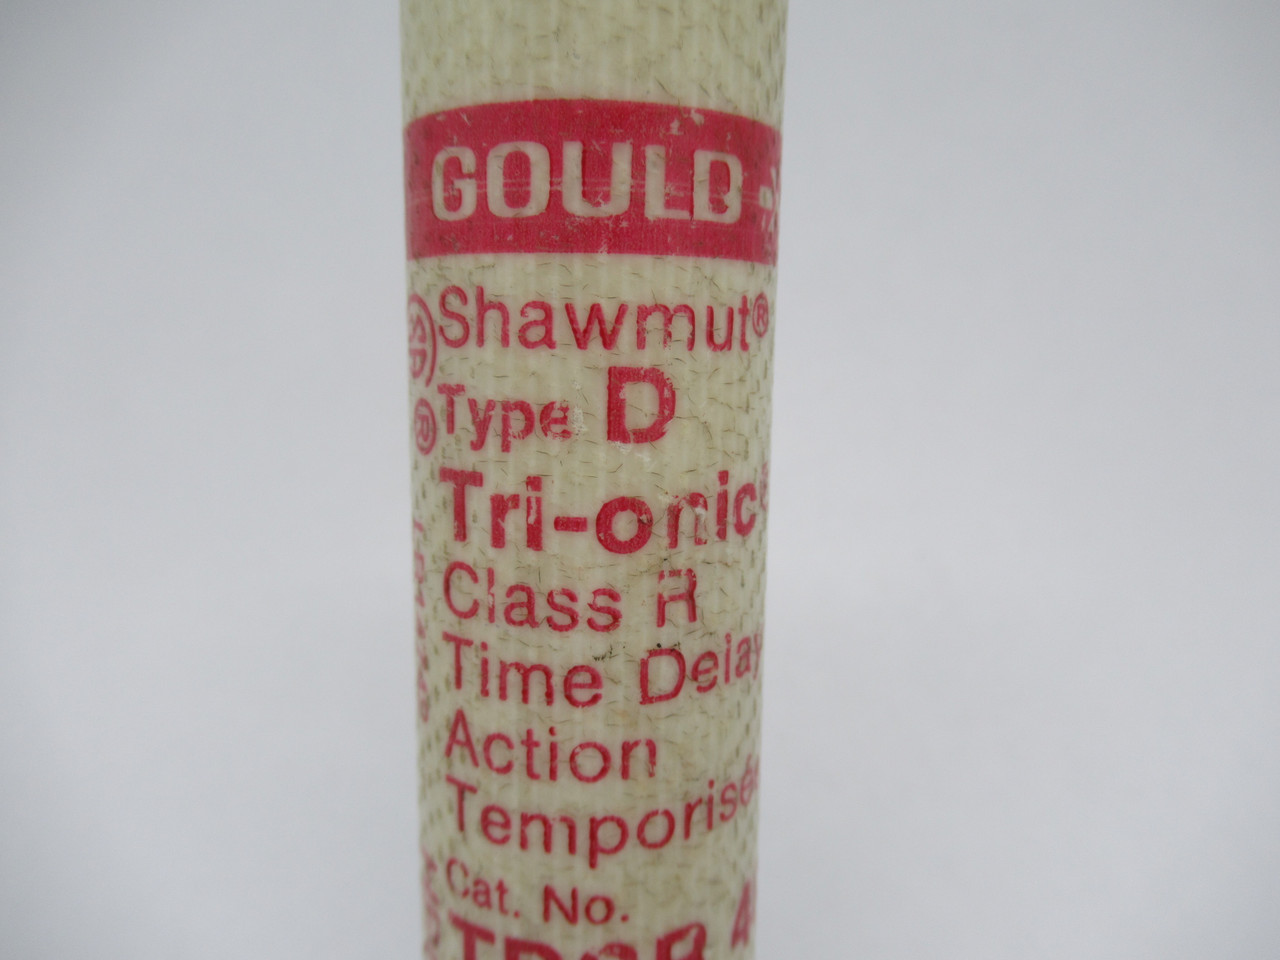 GOULD
Shawmut®
Type D
Tri-onic®
Class R
Time Delay
Action
Temporisée
Cat. No.